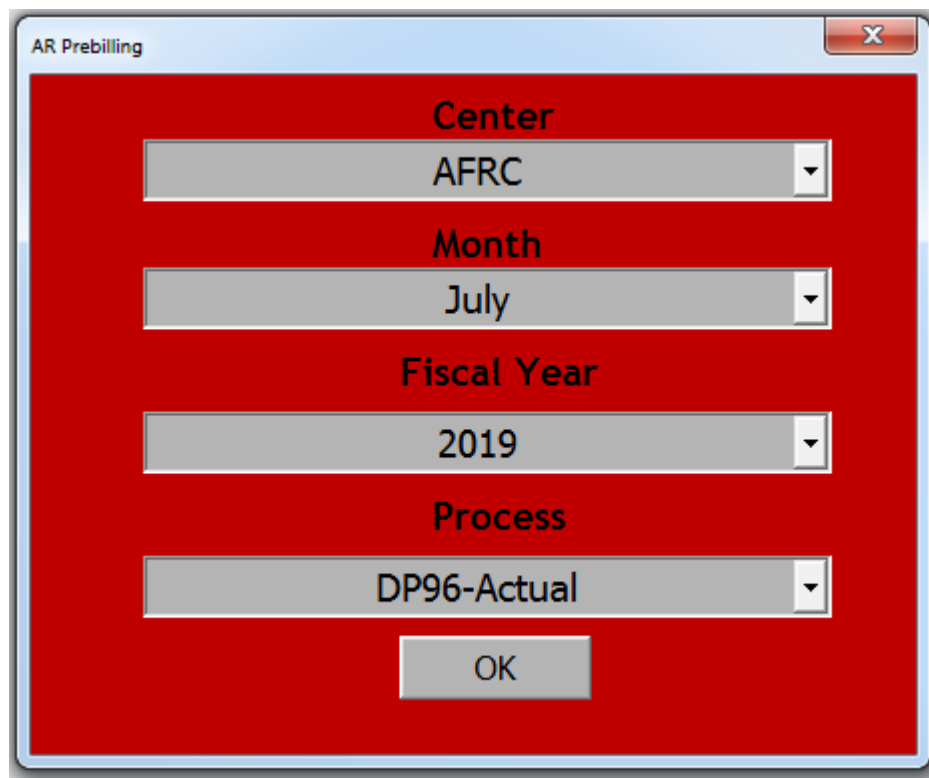 AR Prebilling
Center
AFRC
Month
July
Fiscal Year
2019
Process
DP96-Actual
OK